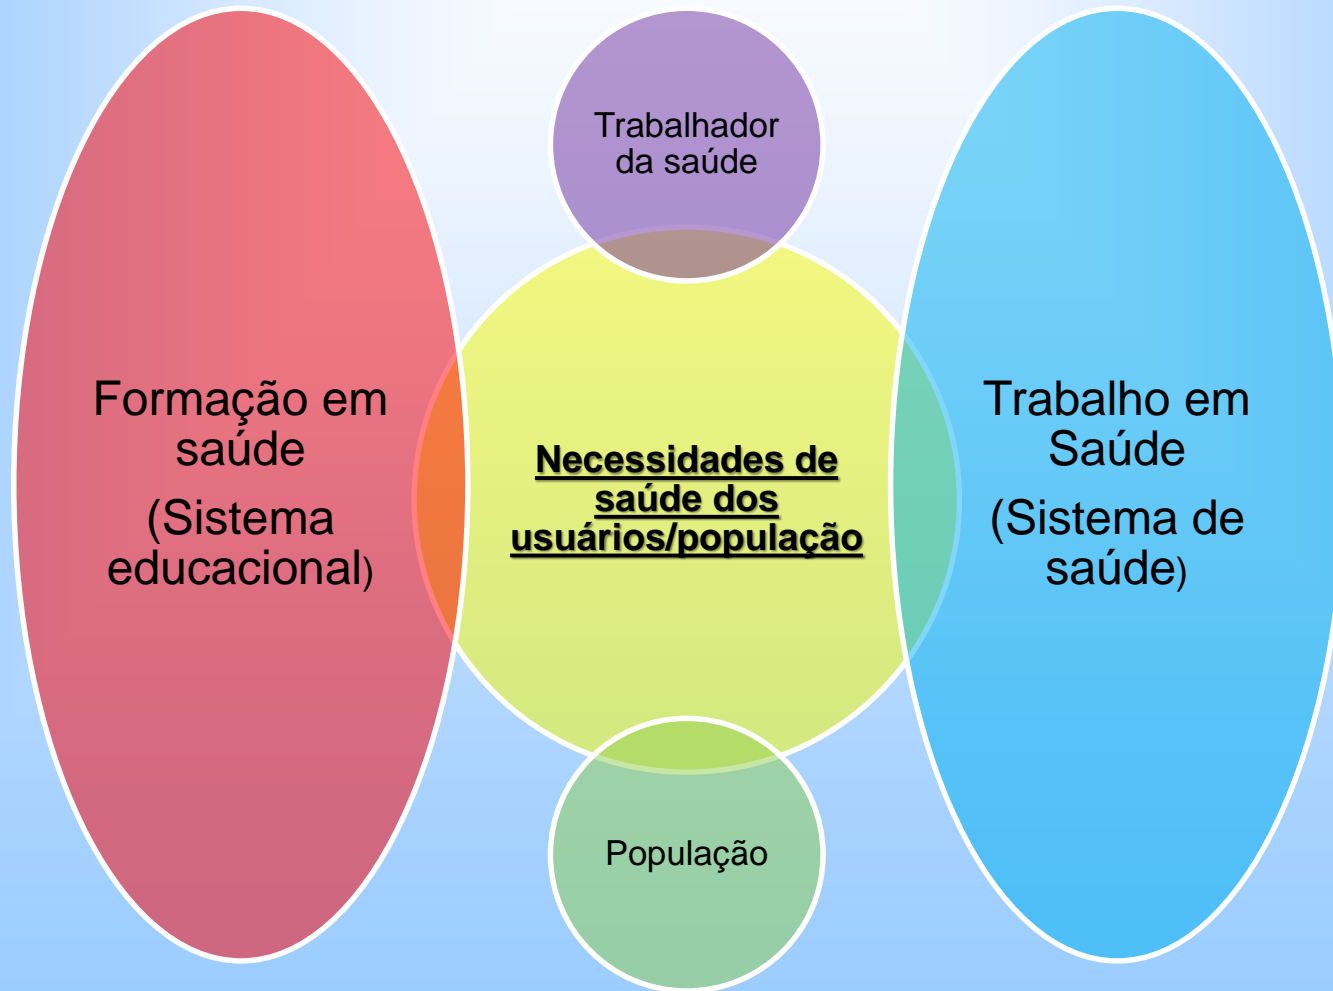 Trabalhador
da saúde
Formação em
saúde
(Sistema
educacional)
Necessidades de
saúde dos
usuários/população
Trabalho em
Saúde
(Sistema de
saúde)
População